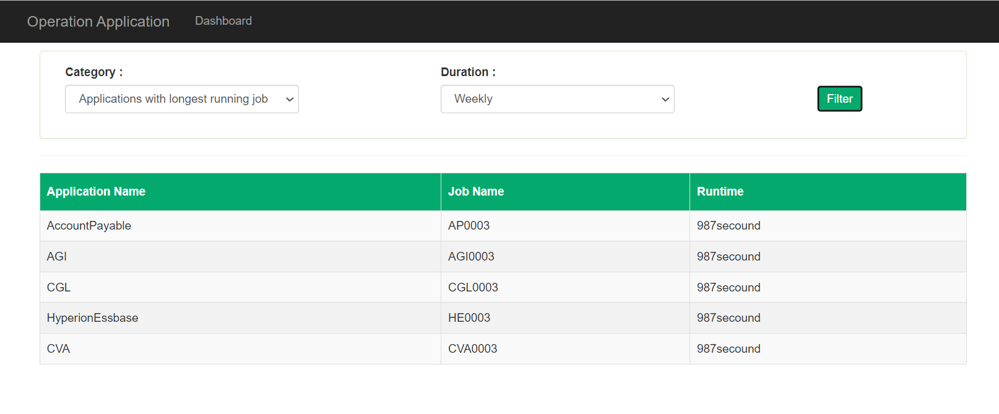 Operation Application Dashboard
Category : Duration :
Applications with longest running job Weekly Filter
Application Name Job Name Runtime
AccountPayable AP0003 987secound
AGI AGI0003 987secound
CGL CGL0003 987secound
HyperionEssbase HE0003 987secound
CVA CVA0003 987secound